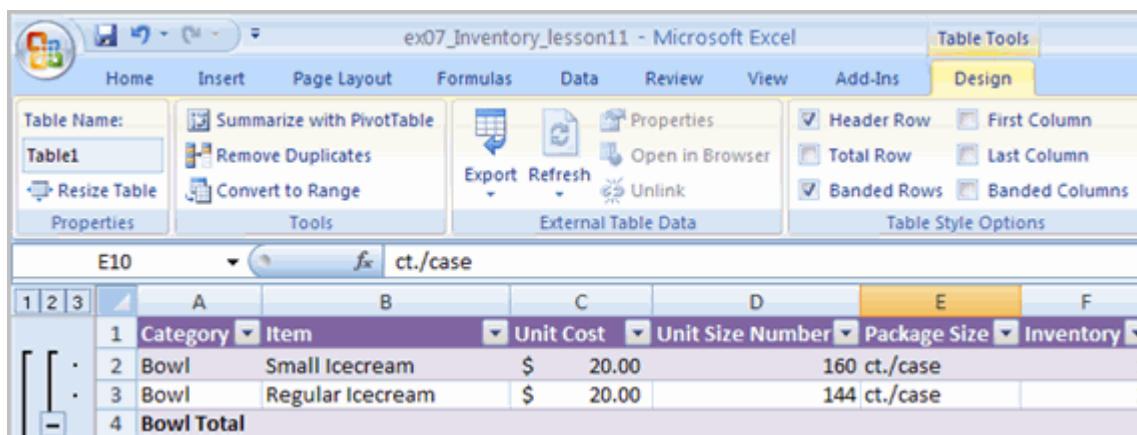 ex07_Inventory_lesson11 - Microsoft Excel Table Tools
Home Insert Page Layout Formulas Data Review View Add-Ins Design
Table Name:
Table1
Resize Table
Properties
Summarize with PivotTable
Remove Duplicates
Convert to Range
Tools
Export Refresh
Properties
Open in Browser
Unlink
External Table Data
Header Row First Column
Total Row Last Column
Banded Rows Banded Columns
Table Style Options
E10 fx ct./case
1 2 3 A B C D E F
1 Category Item Unit Cost Unit Size Number Package Size Inventory
2 Bowl Small Icecream $ 20.00 160 ct./case
3 Bowl Regular Icecream $ 20.00 144 ct./case
4 Bowl Total